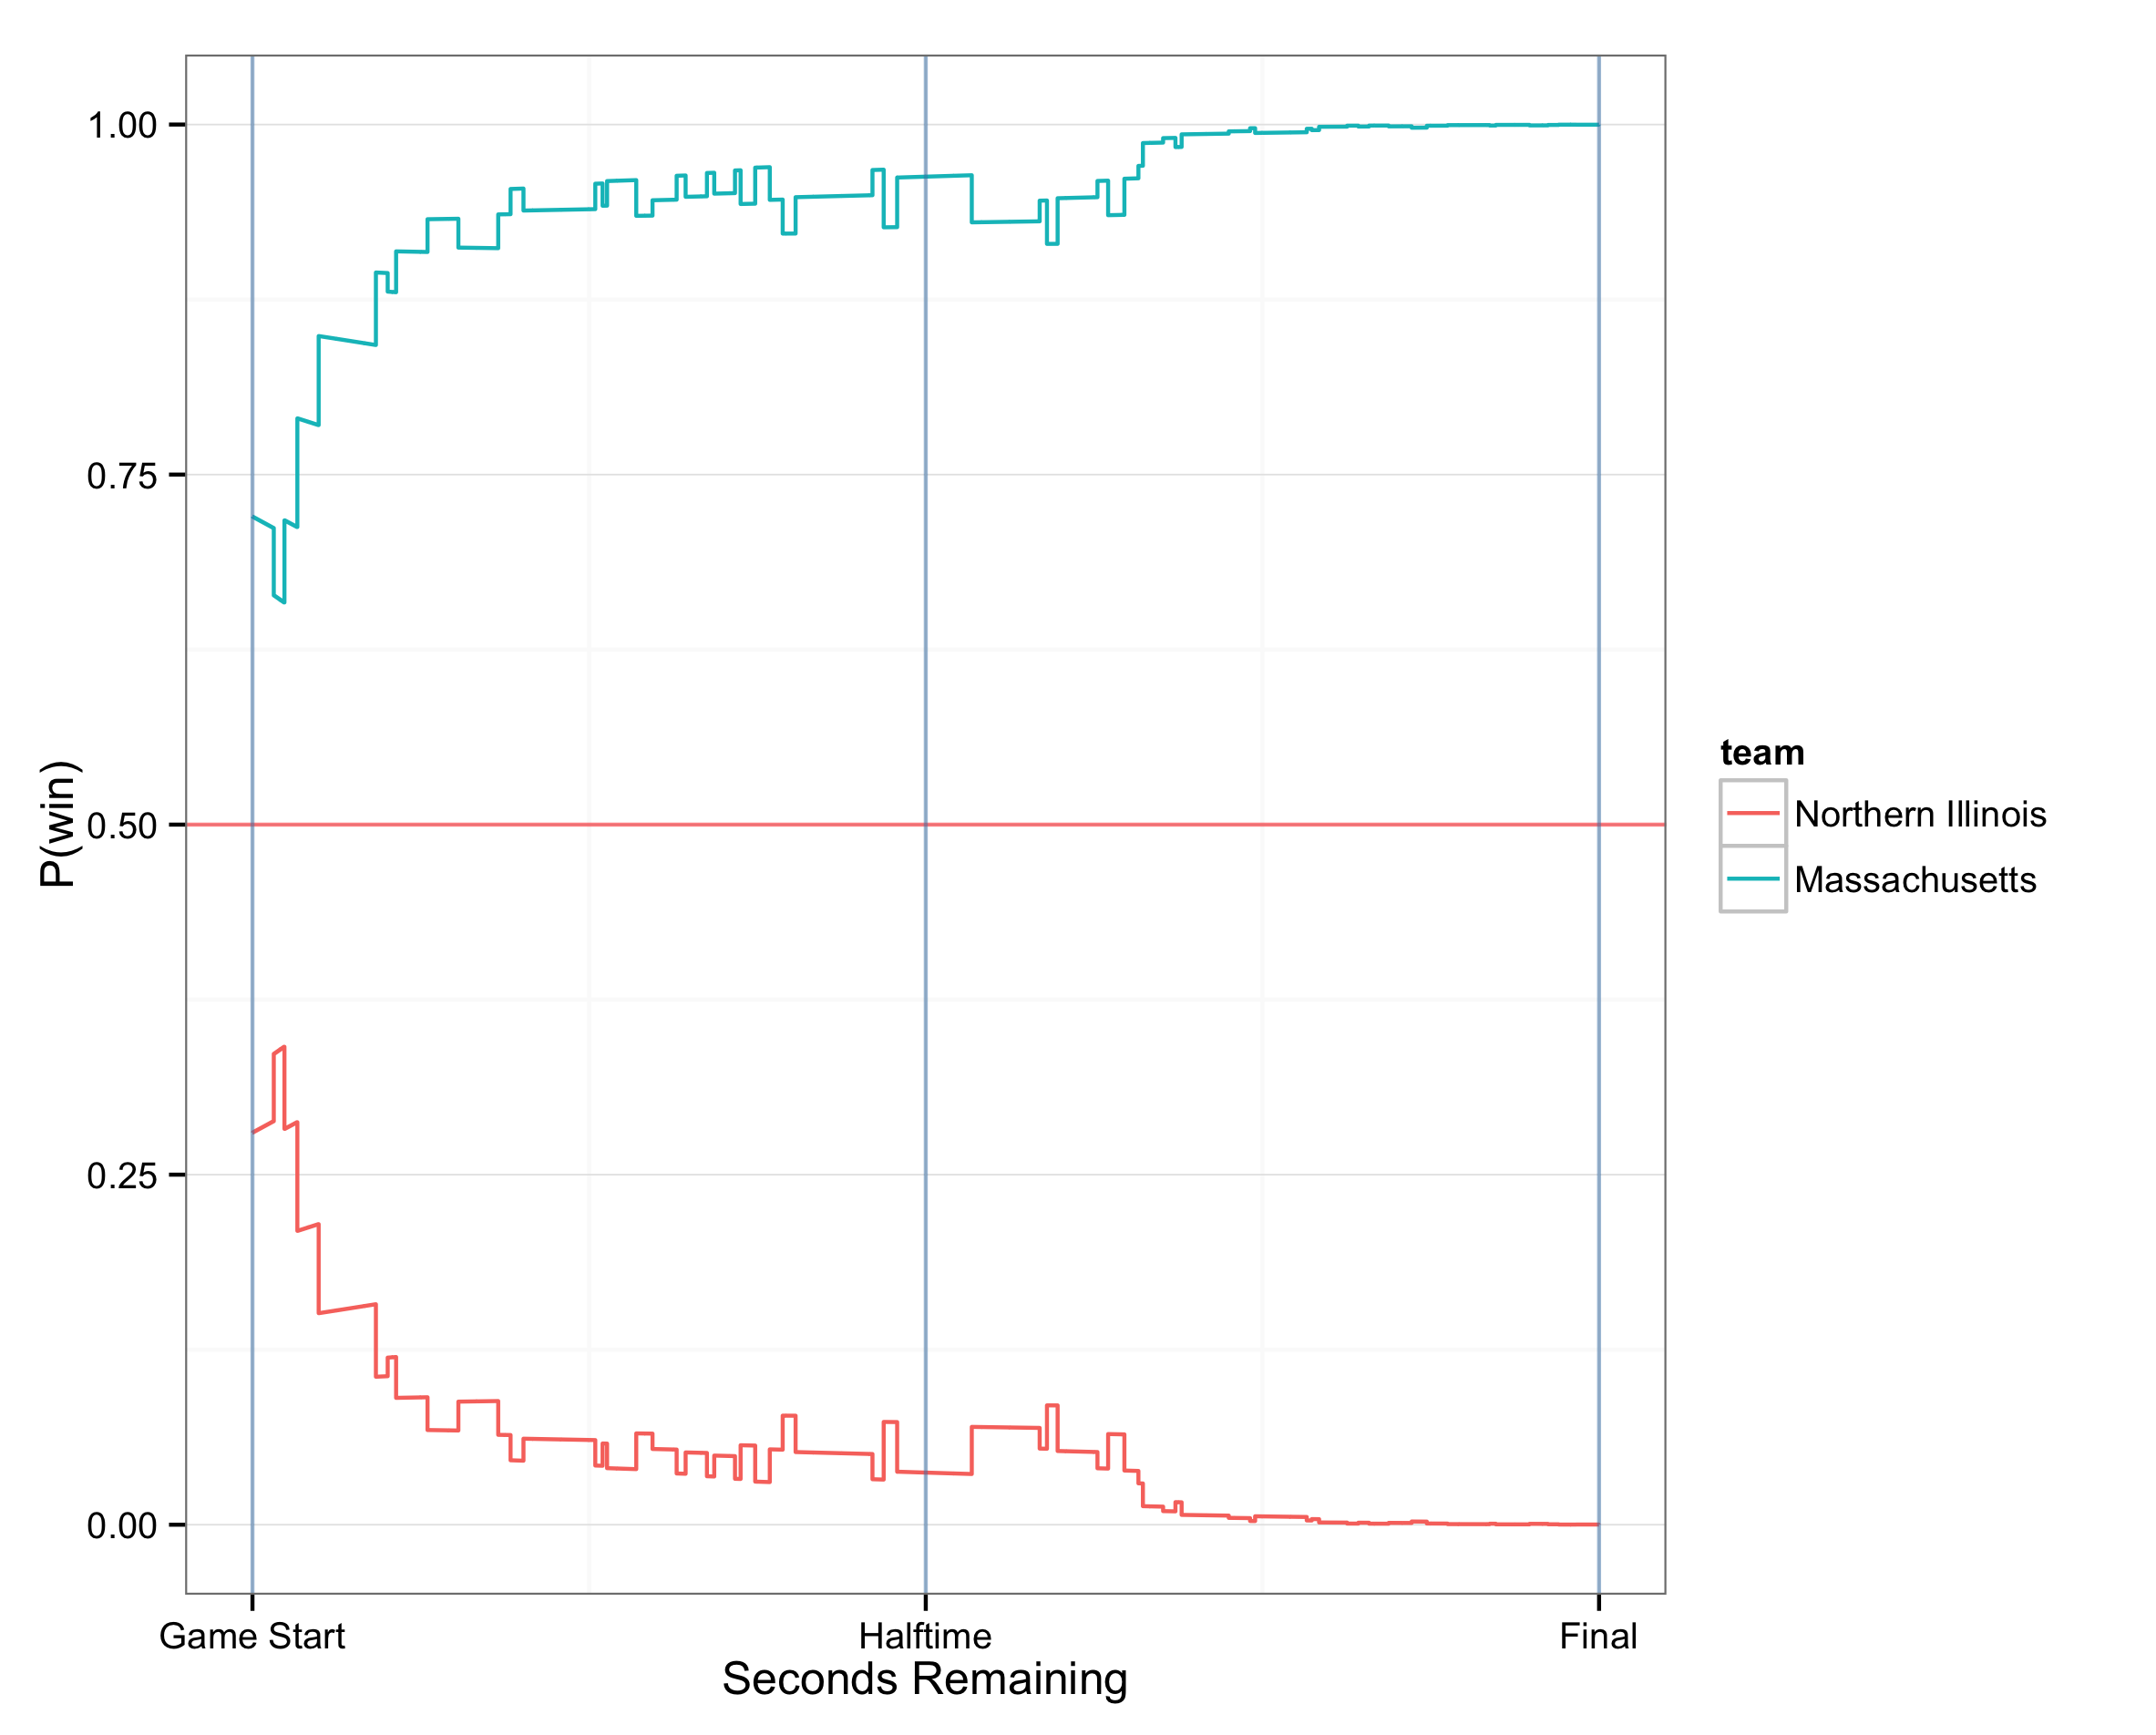 1.00
0.75
0.50
0.25
0.00
P(win)
Game Start
Halftime
Final
Seconds Remaining
team
Northern Illinois
Massachusetts